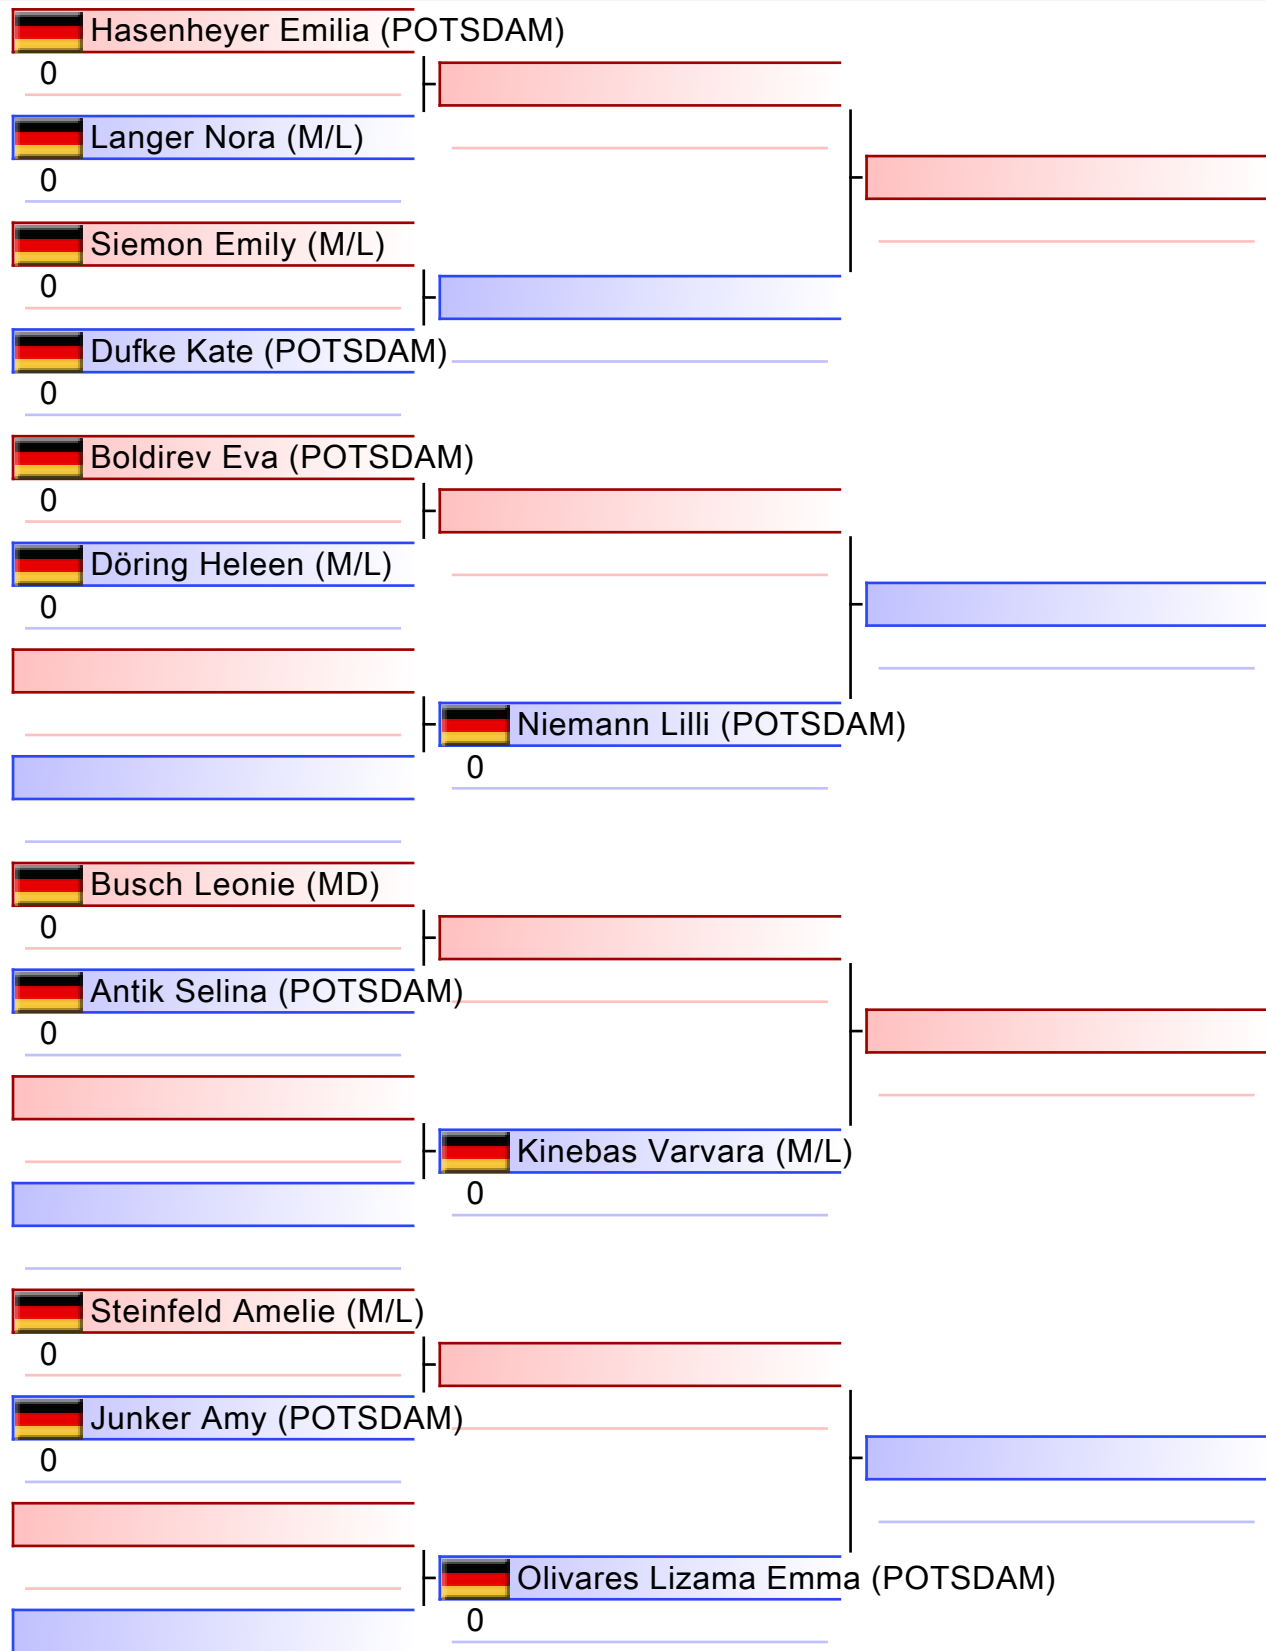 Hasenheyer Emilia (POTSDAM)
0
Langer Nora (M/L)
0
Siemon Emily (M/L)
0
Dufke Kate (POTSDAM)
0
Boldirev Eva (POTSDAM)
0
Döring Heleen (M/L)
0
Niemann Lilli (POTSDAM)
0
Busch Leonie (MD)
0
Antik Selina (POTSDAM)
0
Kinebas Varvara (M/L)
0
Steinfeld Amelie (M/L)
0
Junker Amy (POTSDAM)
0
Olivares Lizama Emma (POTSDAM)
0